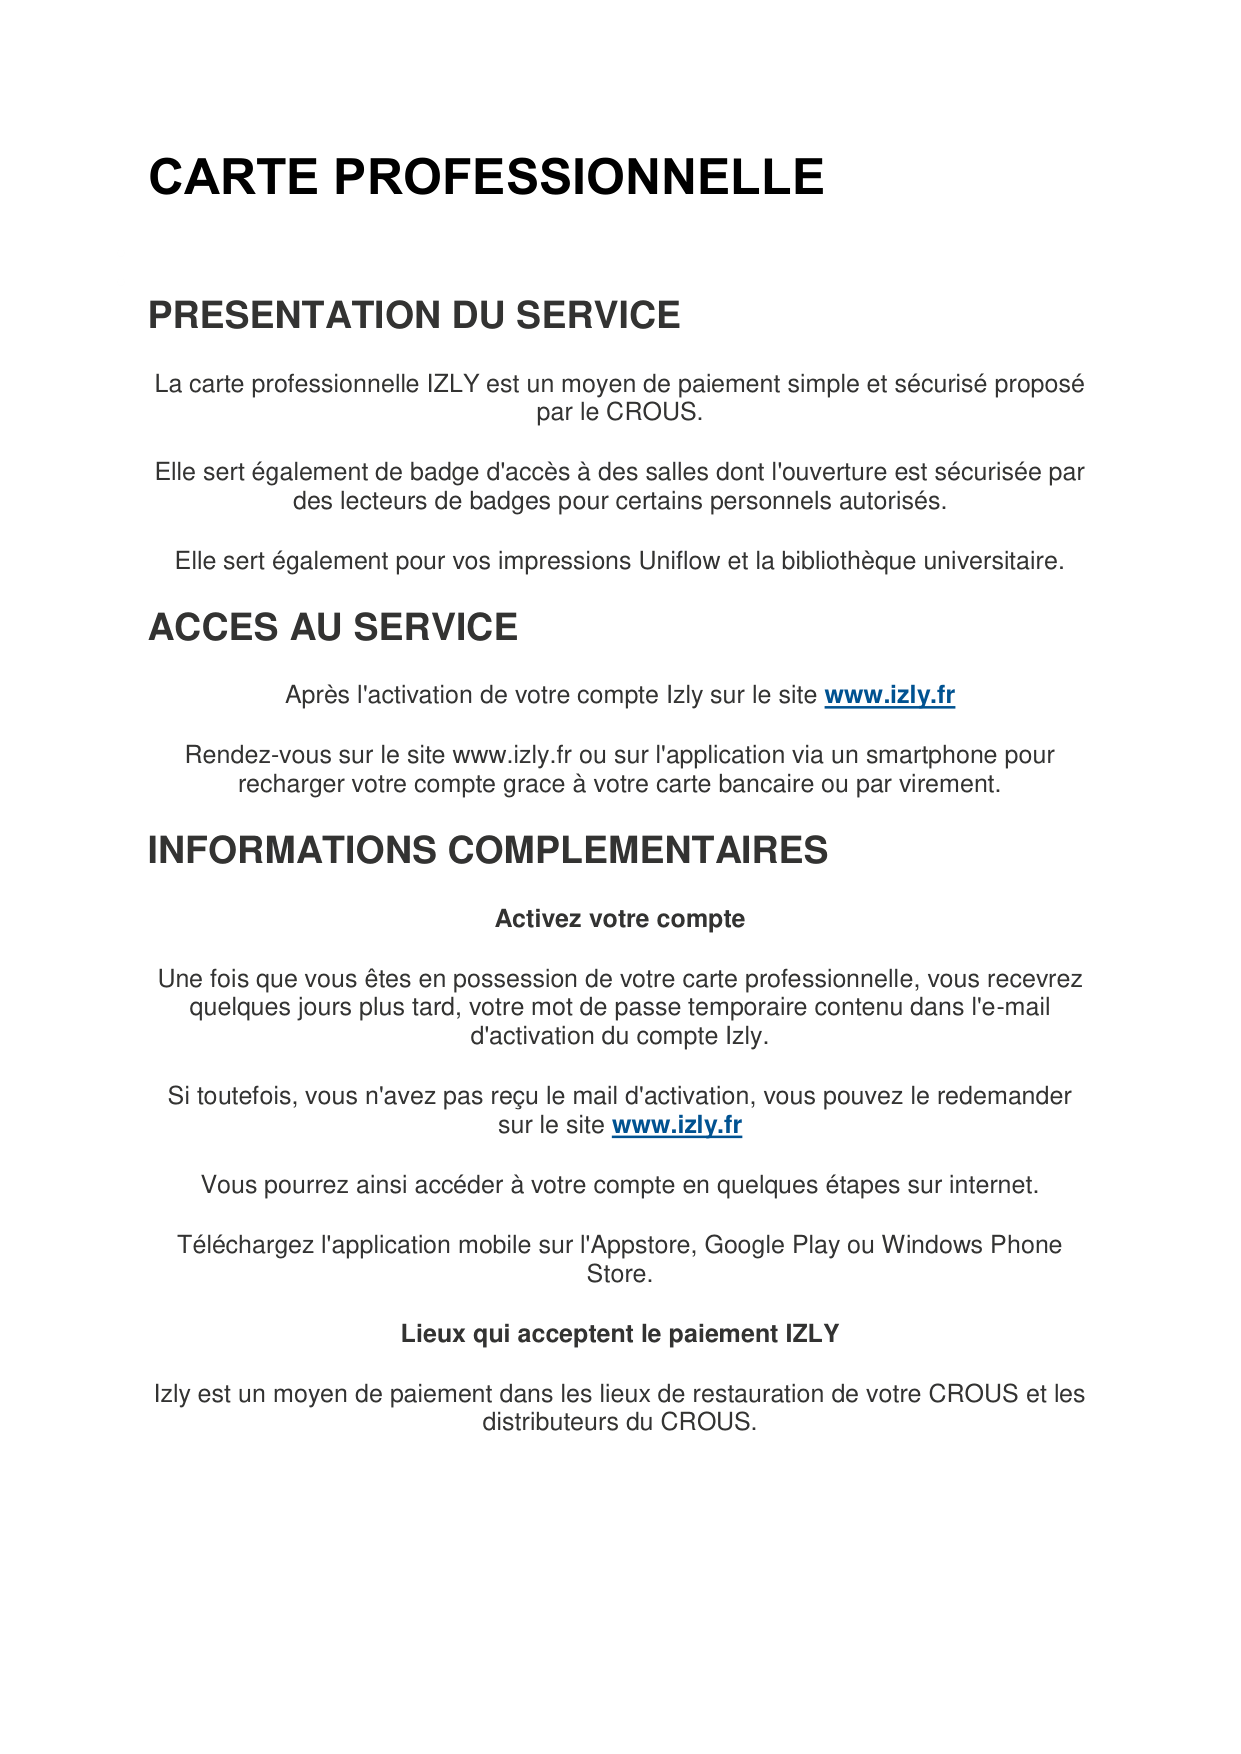 CARTE PROFESSIONNELLE
PRESENTATION DU SERVICE
La carte professionnelle IZLY est un moyen de paiement simple et sécurisé proposé
par le CROUS.
Elle sert également de badge d'accès à des salles dont l'ouverture est sécurisée par
des lecteurs de badges pour certains personnels autorisés.
Elle sert également pour vos impressions Uniflow et la bibliothèque universitaire.
ACCES AU SERVICE
Après l'activation de votre compte Izly sur le site www.izly.fr
Rendez-vous sur le site www.izly.fr ou sur l'application via un smartphone pour
recharger votre compte grace à votre carte bancaire ou par virement.
INFORMATIONS COMPLEMENTAIRES
Activez votre compte
Une fois que vous êtes en possession de votre carte professionnelle, vous recevrez
quelques jours plus tard, votre mot de passe temporaire contenu dans l'e-mail
d'activation du compte Izly.
Si toutefois, vous n'avez pas reçu le mail d'activation, vous pouvez le redemander
sur le site www.izly.fr
Vous pourrez ainsi accéder à votre compte en quelques étapes sur internet.
Téléchargez l'application mobile sur l'Appstore, Google Play ou Windows Phone
Store.
Lieux qui acceptent le paiement IZLY
Izly est un moyen de paiement dans les lieux de restauration de votre CROUS et les
distributeurs du CROUS.